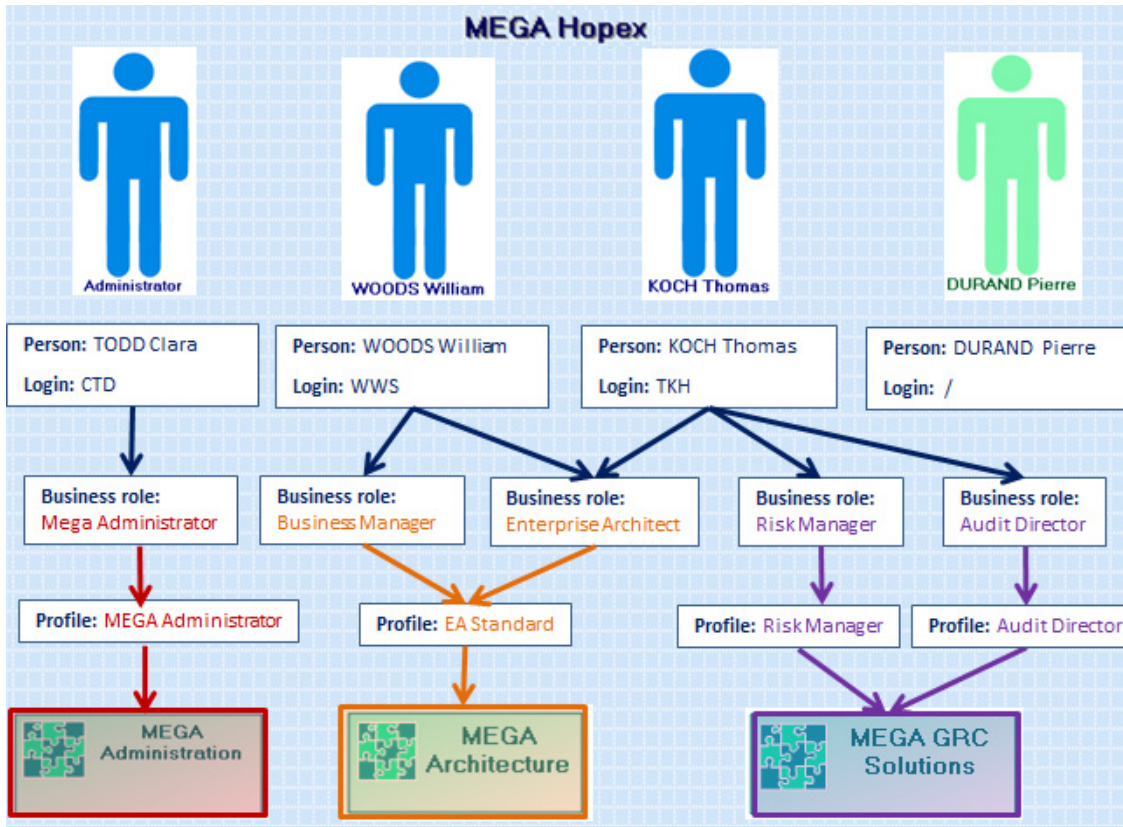 MEGA Hopex
Administrator
WOODS William
KOCH Thomas
DURAND Pierre
Person: TODD Clara
Login: CTD
Person: WOODS William
Login: WWS
Person: KOCH Thomas
Login: TKH
Person: DURAND Pierre
Login: /
Business role:
Mega Administrator
Business role:
Business Manager
Business role:
Enterprise Architect
Business role:
Risk Manager
Business role:
Audit Director
Profile: MEGA Administrator
Profile: EA Standard
Profile: Risk Manager
Profile: Audit Director
MEGA
Administration
MEGA
Architecture
MEGA GRC
Solutions